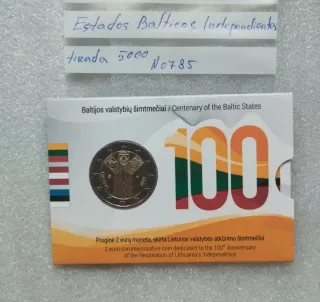 Estados Balticos Independientes
tirada 5000
N0785
Baltijos valstybių šimtmečiai / Centenary of the Baltic States
100
Proginė 2 eurų moneta, skirta Lietuvos valstybės atkūrimo šimtmečiui
2 euro commemorative coin dedicated to the 100th Anniversary
of the Restoration of Lithuania's Independence